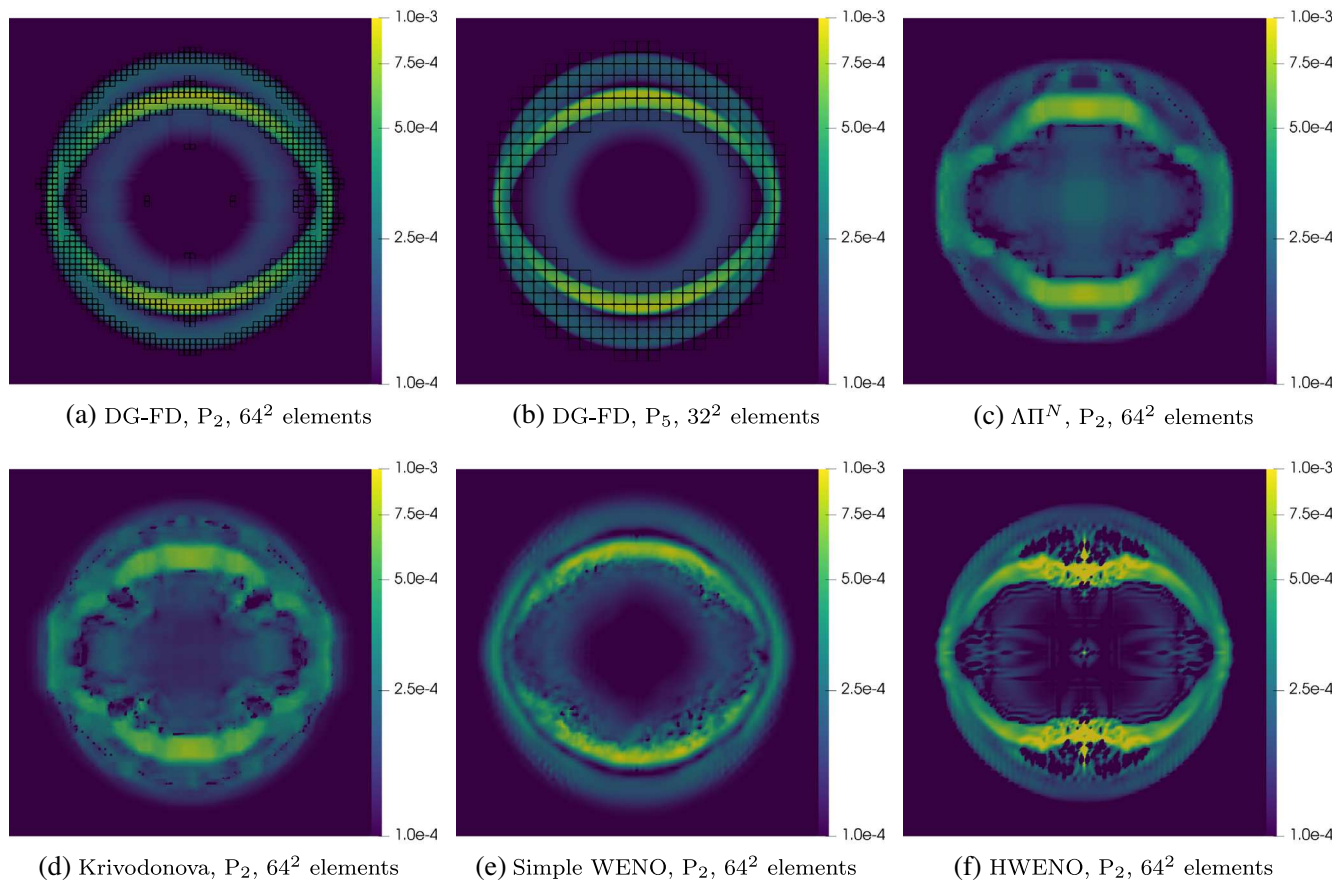 1.0e-3
7.5e-4
5.0e-4
2.5e-4
1.0e-4
(a) DG-FD, P₂, 64² elements
1.0e-3
7.5e-4
5.0e-4
2.5e-4
1.0e-4
(b) DG-FD, P₅, 32² elements
1.0e-3
7.5e-4
5.0e-4
2.5e-4
1.0e-4
(c) ΛΠᴺ, P₂, 64² elements
1.0e-3
7.5e-4
5.0e-4
2.5e-4
1.0e-4
(d) Krivodonova, P₂, 64² elements
1.0e-3
7.5e-4
5.0e-4
2.5e-4
1.0e-4
(e) Simple WENO, P₂, 64² elements
1.0e-3
7.5e-4
5.0e-4
2.5e-4
1.0e-4
(f) HWENO, P₂, 64² elements